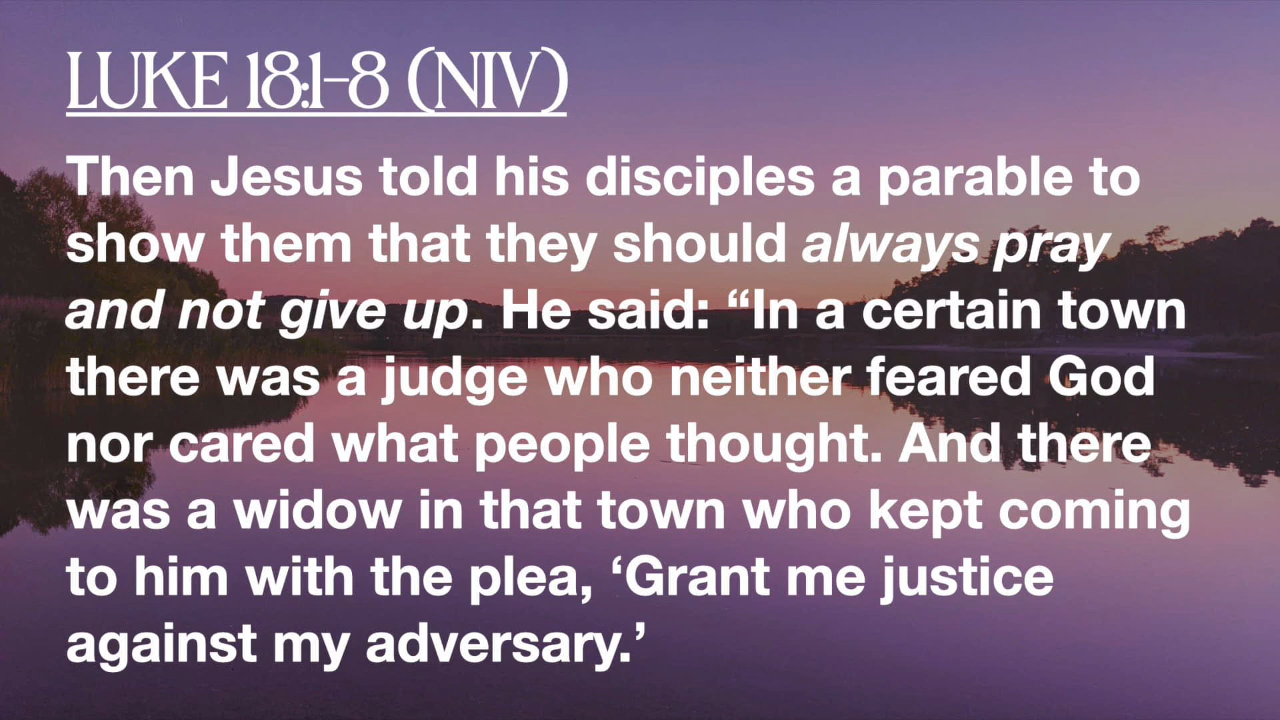 LUKE 18:1-8 (NIV)
Then Jesus told his disciples a parable to
show them that they should always pray
and not give up. He said: “In a certain town
there was a judge who neither feared God
nor cared what people thought. And there
was a widow in that town who kept coming
to him with the plea, ‘Grant me justice
against my adversary.’